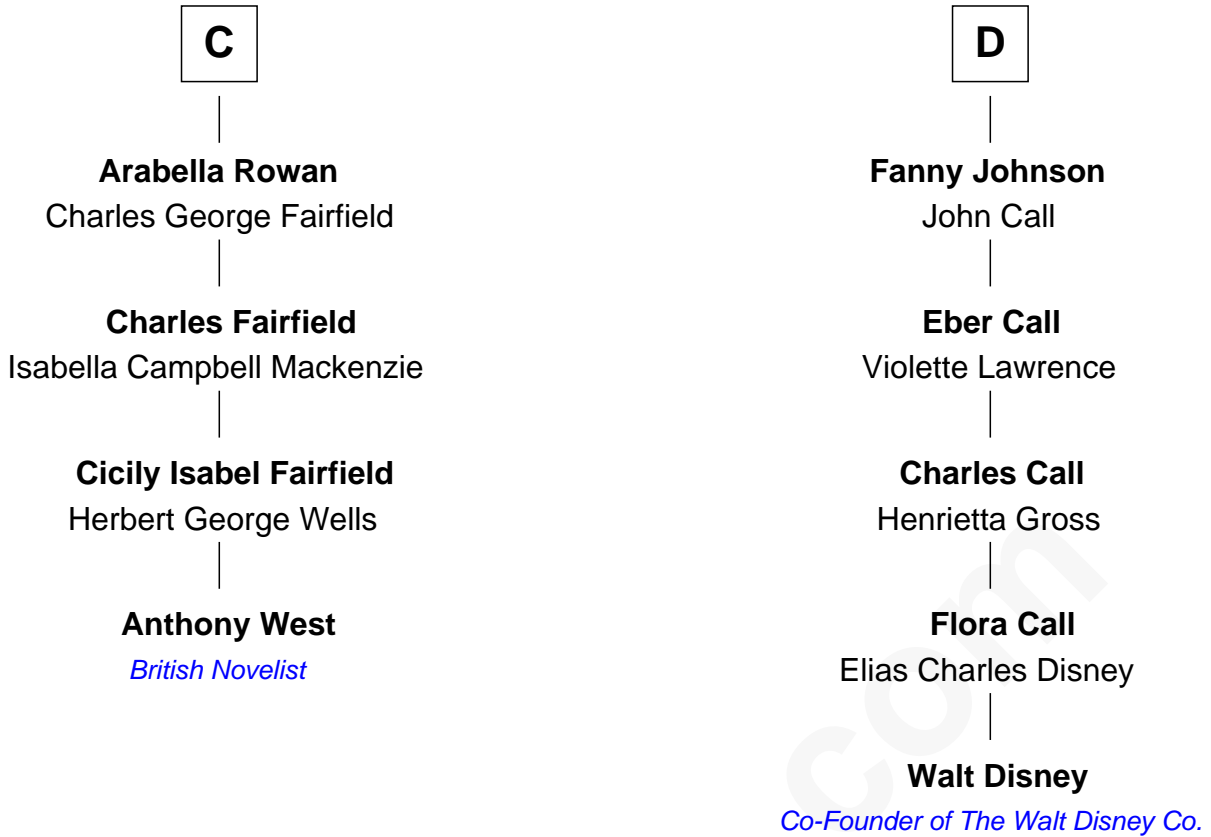 C
Arabella Rowan
Charles George Fairfield
Charles Fairfield
Isabella Campbell Mackenzie
Cicily Isabel Fairfield
Herbert George Wells
Anthony West
British Novelist
D
Fanny Johnson
John Call
Eber Call
Violette Lawrence
Charles Call
Henrietta Gross
Flora Call
Elias Charles Disney
Walt Disney
Co-Founder of The Walt Disney Co.
com